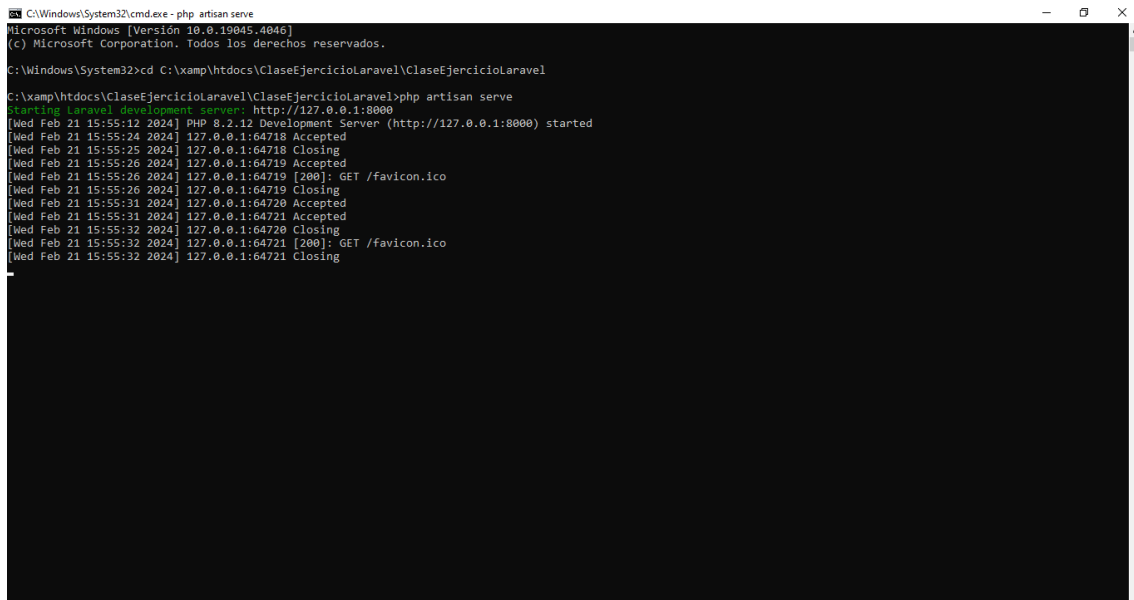 C:\Windows\System32\cmd.exe - php  artisan serve
Microsoft Windows [Versión 10.0.19045.4046]
(c) Microsoft Corporation. Todos los derechos reservados.
C:\Windows\System32>cd C:\xamp\htdocs\ClaseEjercicioLaravel\ClaseEjercicioLaravel
C:\xamp\htdocs\ClaseEjercicioLaravel\ClaseEjercicioLaravel>php artisan serve
Starting Laravel development server: http://127.0.0.1:8000
[Wed Feb 21 15:55:12 2024] PHP 8.2.12 Development Server (http://127.0.0.1:8000) started
[Wed Feb 21 15:55:24 2024] 127.0.0.1:64718 Accepted
[Wed Feb 21 15:55:25 2024] 127.0.0.1:64718 Closing
[Wed Feb 21 15:55:26 2024] 127.0.0.1:64719 Accepted
[Wed Feb 21 15:55:26 2024] 127.0.0.1:64719 [200]: GET /favicon.ico
[Wed Feb 21 15:55:26 2024] 127.0.0.1:64719 Closing
[Wed Feb 21 15:55:31 2024] 127.0.0.1:64720 Accepted
[Wed Feb 21 15:55:31 2024] 127.0.0.1:64721 Accepted
[Wed Feb 21 15:55:32 2024] 127.0.0.1:64720 Closing
[Wed Feb 21 15:55:32 2024] 127.0.0.1:64721 [200]: GET /favicon.ico
[Wed Feb 21 15:55:32 2024] 127.0.0.1:64721 Closing